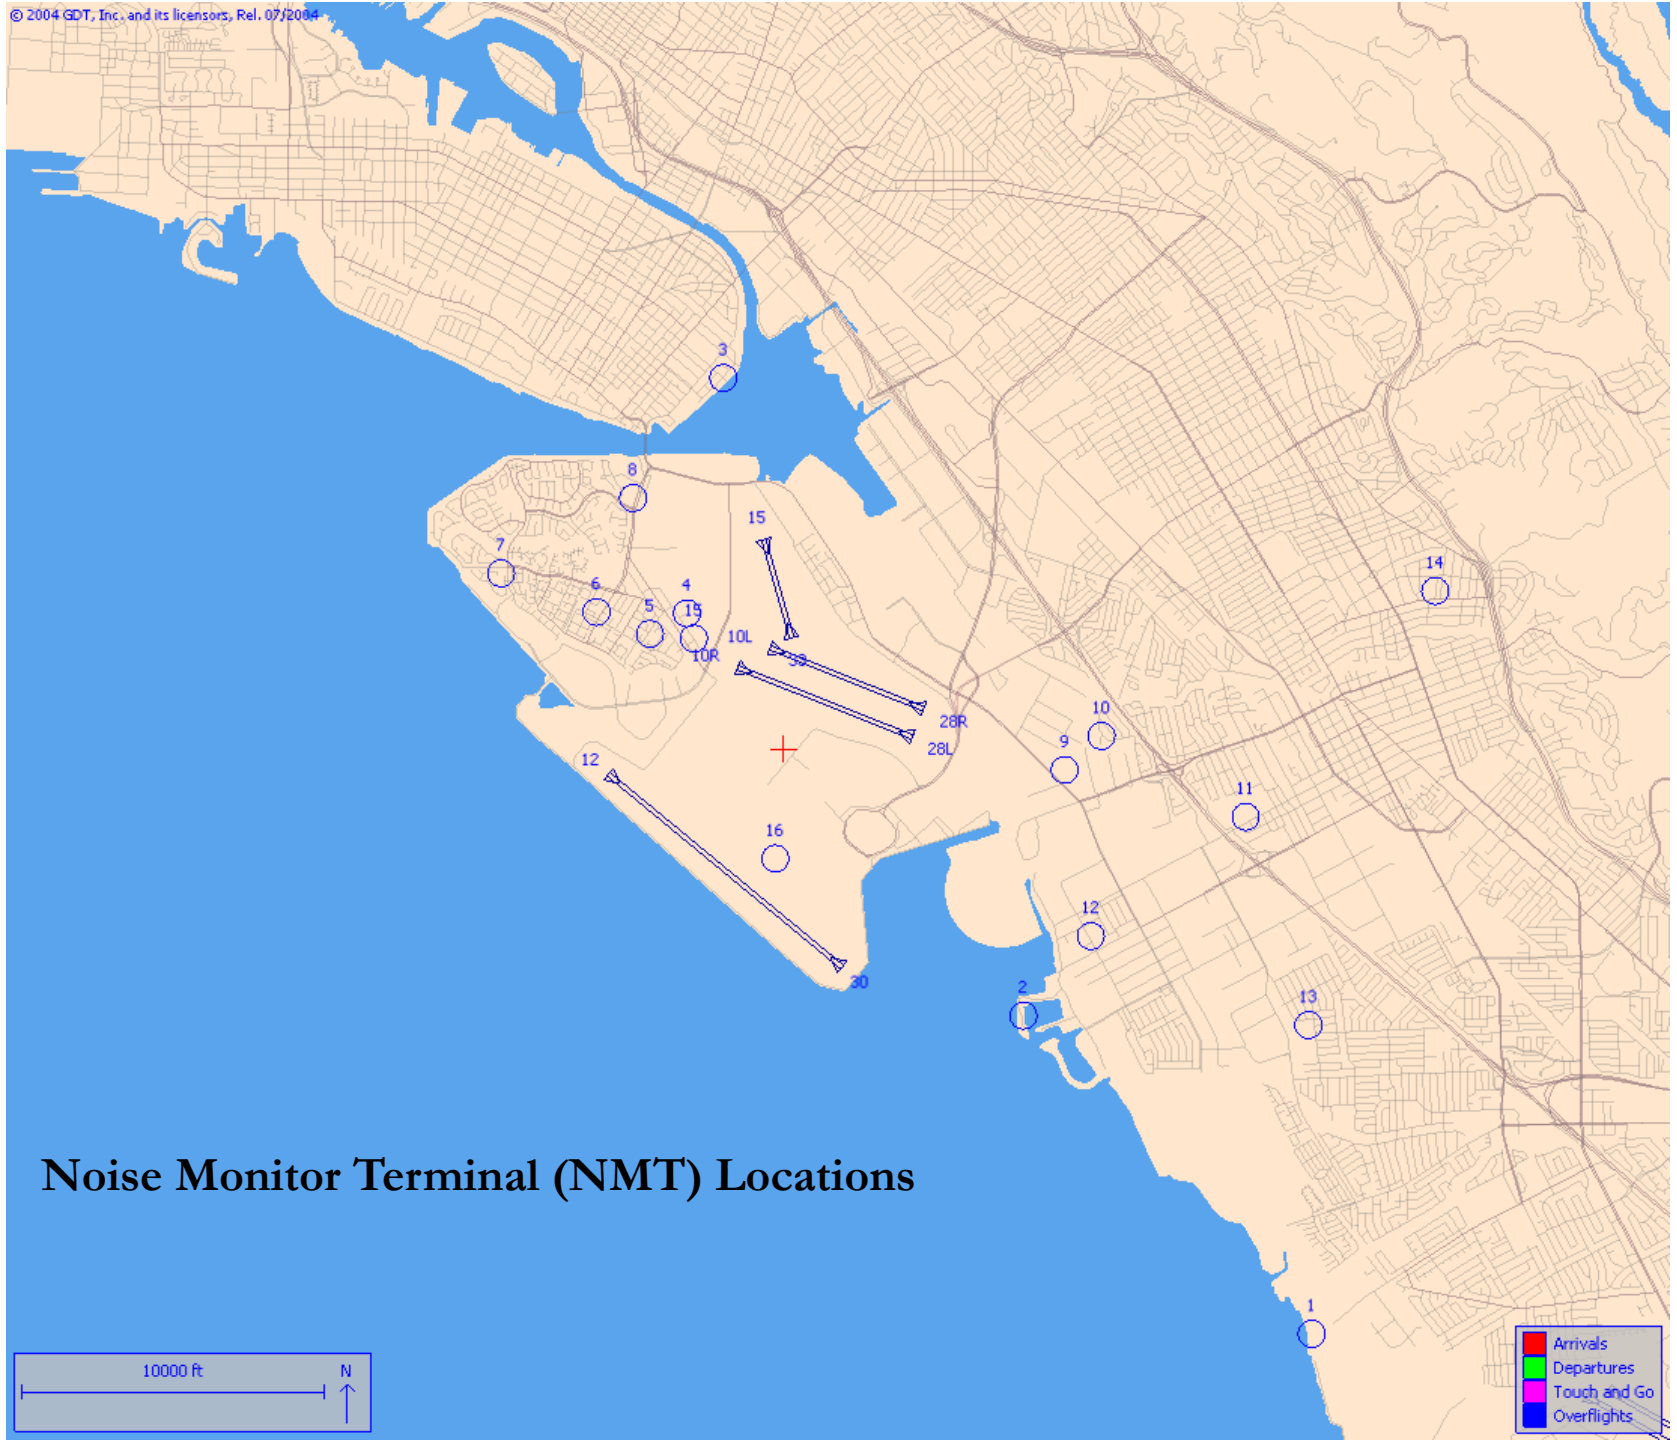 © 2004 GDT, Inc. and its licensors, Rel. 07/2004
3
8
15
7
14
6
4
5
15
10L
10R
33
10
28R
9
28L
12
11
16
12
30
2
13
Noise Monitor Terminal (NMT) Locations
1
Arrivals
10000 ft
N
Departures
Touch and Go
Overflights